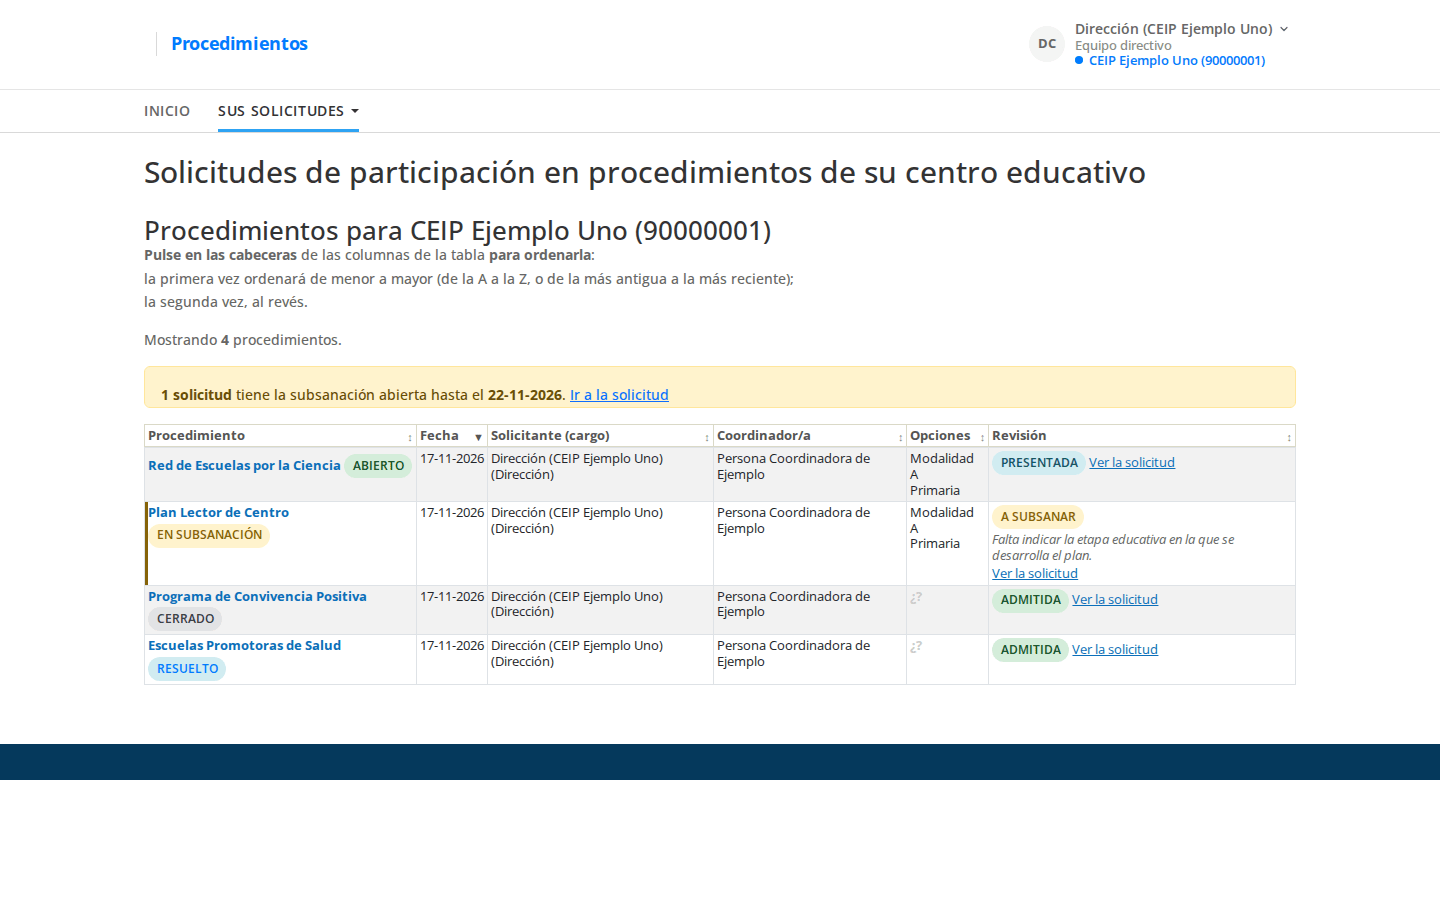 Procedimientos
DC
Dirección (CEIP Ejemplo Uno)
Equipo directivo
CEIP Ejemplo Uno (90000001)
INICIO
SUS SOLICITUDES
Solicitudes de participación en procedimientos de su centro educativo
Procedimientos para CEIP Ejemplo Uno (90000001)
Pulse en las cabeceras de las columnas de la tabla para ordenarla:
la primera vez ordenará de menor a mayor (de la A a la Z, o de la más antigua a la más reciente);
la segunda vez, al revés.
Mostrando 4 procedimientos.
1 solicitud tiene la subsanación abierta hasta el 22-11-2026. Ir a la solicitud
Procedimiento ↕ Fecha ▼ Solicitante (cargo) ↕ Coordinador/a ↕ Opciones ↕ Revisión ↕
Red de Escuelas por la Ciencia ABIERTO
17-11-2026
Dirección (CEIP Ejemplo Uno)
(Dirección)
Persona Coordinadora de
Ejemplo
Modalidad
A
Primaria
PRESENTADA Ver la solicitud
Plan Lector de Centro
EN SUBSANACIÓN
17-11-2026
Dirección (CEIP Ejemplo Uno)
(Dirección)
Persona Coordinadora de
Ejemplo
Modalidad
A
Primaria
A SUBSANAR
Falta indicar la etapa educativa en la que se
desarrolla el plan.
Ver la solicitud
Programa de Convivencia Positiva
CERRADO
17-11-2026
Dirección (CEIP Ejemplo Uno)
(Dirección)
Persona Coordinadora de
Ejemplo
¿?
ADMITIDA Ver la solicitud
Escuelas Promotoras de Salud
RESUELTO
17-11-2026
Dirección (CEIP Ejemplo Uno)
(Dirección)
Persona Coordinadora de
Ejemplo
¿?
ADMITIDA Ver la solicitud